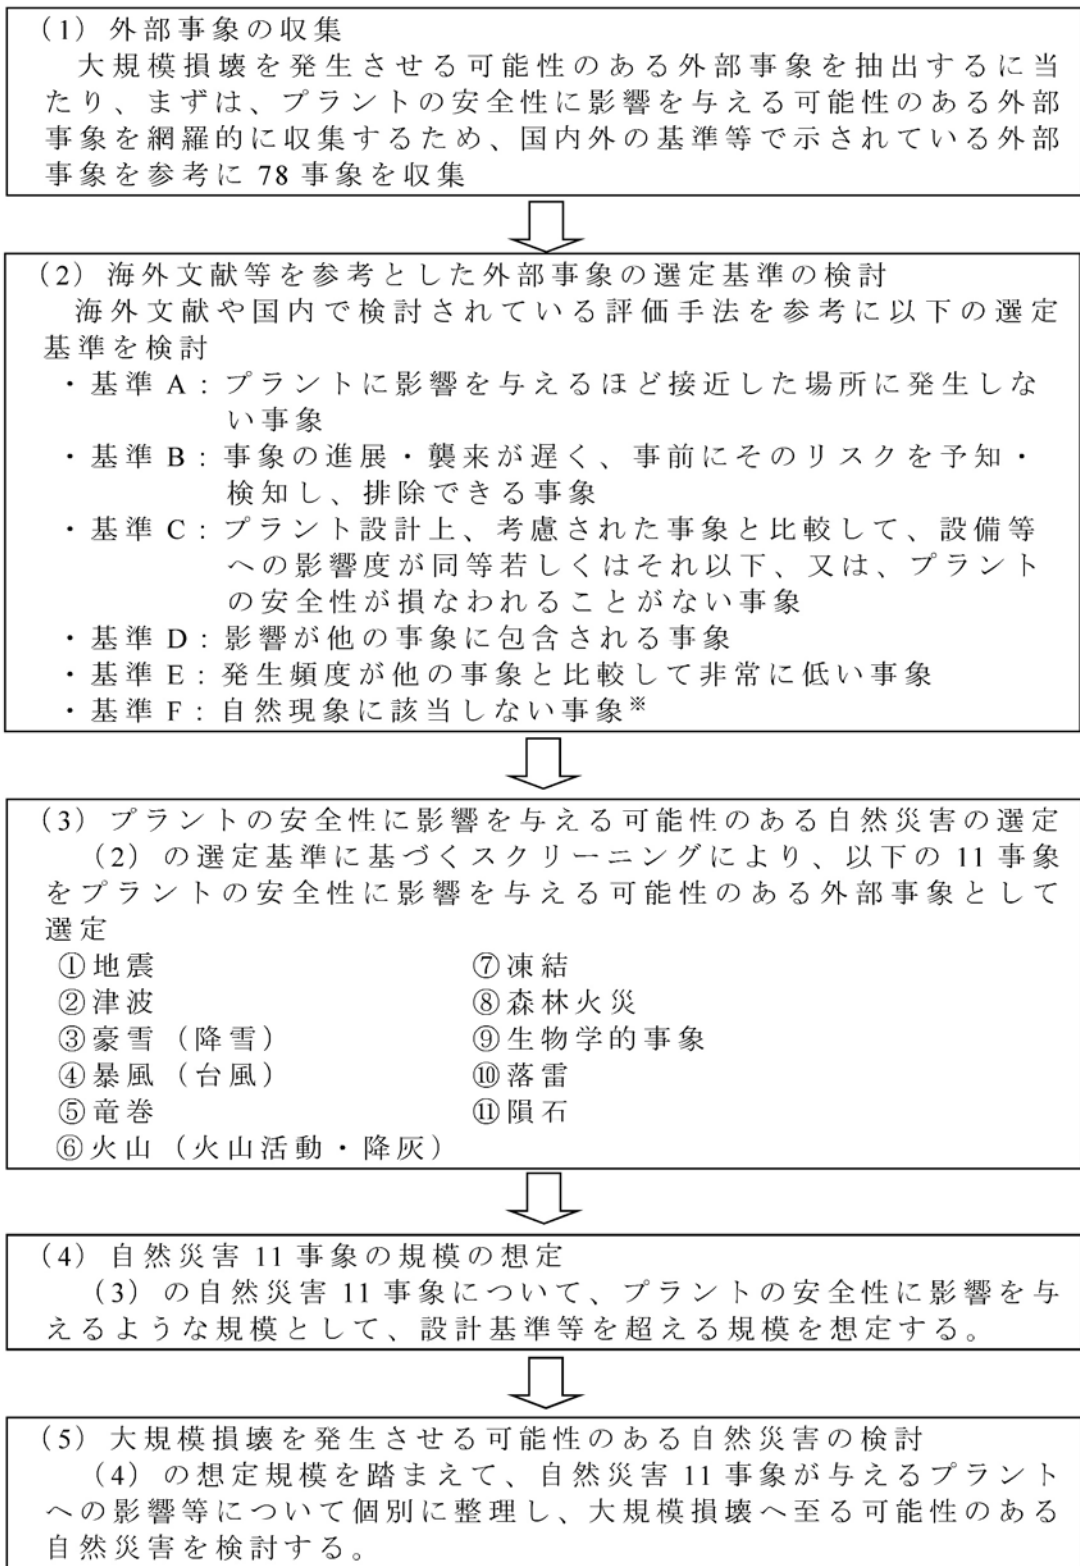 (1) 外部事象の収集
大規模損壊を発生させる可能性のある外部事象を抽出するに当
たり、まずは、プラントの安全性に影響を与える可能性のある外部
事象を網羅的に収集するため、国内外の基準等で示されている外部
事象を参考に 78 事象を収集
(2) 海外文献等を参考とした外部事象の選定基準の検討
海外文献や国内で検討されている評価手法を参考に以下の選定
基準を検討
・基準 A：プラントに影響を与えるほど接近した場所に発生しな
い事象
・基準 B：事象の進展・襲来が遅く、事前にそのリスクを予知・
検知し、排除できる事象
・基準 C：プラント設計上、考慮された事象と比較して、設備等
への影響度が同等若しくはそれ以下、又は、プラント
の安全性が損なわれることがない事象
・基準 D：影響が他の事象に包含される事象
・基準 E：発生頻度が他の事象と比較して非常に低い事象
・基準 F：自然現象に該当しない事象※
(3) プラントの安全性に影響を与える可能性のある自然災害の選定
(2) の選定基準に基づくスクリーニングにより、以下の 11 事象
をプラントの安全性に影響を与える可能性のある外部事象として
選定
①地震
②津波
③豪雪（降雪）
④暴風（台風）
⑤竜巻
⑥火山（火山活動・降灰）
⑦凍結
⑧森林火災
⑨生物学的事象
⑩落雷
⑪隕石
(4) 自然災害 11 事象の規模の想定
(3) の自然災害 11 事象について、プラントの安全性に影響を与
えるような規模として、設計基準等を超える規模を想定する。
(5) 大規模損壊を発生させる可能性のある自然災害の検討
(4) の想定規模を踏まえて、自然災害 11 事象が与えるプラント
への影響等について個別に整理し、大規模損壊へ至る可能性のある
自然災害を検討する。